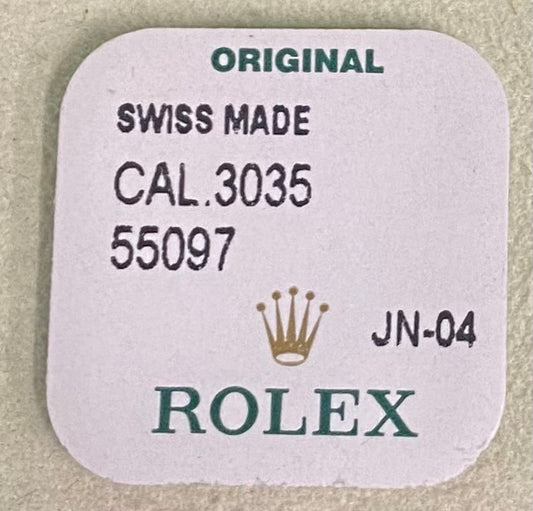 ORIGINAL
SWISS MADE
CAL.3035
55097
JN-04
ROLEX